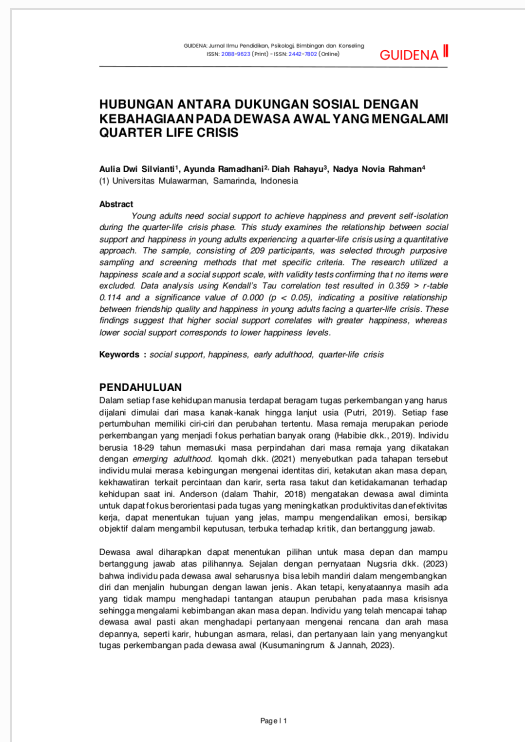 GUIDENA: Jurnal Ilmu Pendidikan, Psikologi, Bimbingan dan Konseling
ISSN: 2088-9623 (Print) - ISSN: 2442-7802 (Online)
GUIDENA
HUBUNGAN ANTARA DUKUNGAN SOSIAL DENGAN
KEBAHAGIAAN PADA DEWASA AWAL YANG MENGALAMI
QUARTER LIFE CRISIS
Aulia Dwi Silvianti¹, Ayunda Ramadhani², Diah Rahayu³, Nadya Novia Rahman⁴
(1) Universitas Mulawarman, Samarinda, Indonesia
Abstract
Young adults need social support to achieve happiness and prevent self-isolation
during the quarter-life crisis phase. This study examines the relationship between social
support and happiness in young adults experiencing a quarter-life crisis using a quantitative
approach. The sample, consisting of 209 participants, was selected through purposive
sampling and screening methods that met specific criteria. The research utilized a
happiness scale and a social support scale, with validity tests confirming that no items were
excluded. Data analysis using Kendall's Tau correlation test resulted in 0.359 > r-table
0.114 and a significance value of 0.000 (p < 0.05), indicating a positive relationship
between friendship quality and happiness in young adults facing a quarter-life crisis. These
findings suggest that higher social support correlates with greater happiness, whereas
lower social support corresponds to lower happiness levels.
Keywords : social support, happiness, early adulthood, quarter-life crisis
PENDAHULUAN
Dalam setiap fase kehidupan manusia terdapat beragam tugas perkembangan yang harus
dijalani dimulai dari masa kanak-kanak hingga lanjut usia (Putri, 2019). Setiap fase
pertumbuhan memiliki ciri-ciri dan perubahan tertentu. Masa remaja merupakan periode
perkembangan yang menjadi fokus perhatian banyak orang (Habibie dkk., 2019). Individu
berusia 18-29 tahun memasuki masa perpindahan dari masa remaja yang dikatakan
dengan emerging adulthood. Iqomah dkk. (2021) menyebutkan pada tahapan tersebut
individu mulai merasa kebingungan mengenai identitas diri, ketakutan akan masa depan,
kekhawatiran terkait percintaan dan karir, serta rasa takut dan ketidakamanan terhadap
kehidupan saat ini. Anderson (dalam Thahir, 2018) mengatakan dewasa awal diminta
untuk dapat fokus berorientasi pada tugas yang meningkatkan produktivitas dan efektivitas
kerja, dapat menentukan tujuan yang jelas, mampu mengendalikan emosi, bersikap
objektif dalam mengambil keputusan, terbuka terhadap kritik, dan bertanggung jawab.
Dewasa awal diharapkan dapat menentukan pilihan untuk masa depan dan mampu
bertanggung jawab atas pilihannya. Sejalan dengan pernyataan Nugsria dkk. (2023)
bahwa individu pada dewasa awal seharusnya bisa lebih mandiri dalam mengembangkan
diri dan menjalin hubungan dengan lawan jenis. Akan tetapi, kenyataannya masih ada
yang tidak mampu menghadapi tantangan ataupun perubahan pada masa krisisnya
sehingga mengalami kebimbangan akan masa depan. Individu yang telah mencapai tahap
dewasa awal pasti akan menghadapi pertanyaan mengenai rencana dan arah masa
depannya, seperti karir, hubungan asmara, relasi, dan pertanyaan lain yang menyangkut
tugas perkembangan pada dewasa awal (Kusumaningrum & Jannah, 2023).
Page | 1